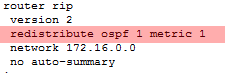 router rip
version 2
redistribute ospf 1 metric 1
network 172.16.0.0
no auto-summary